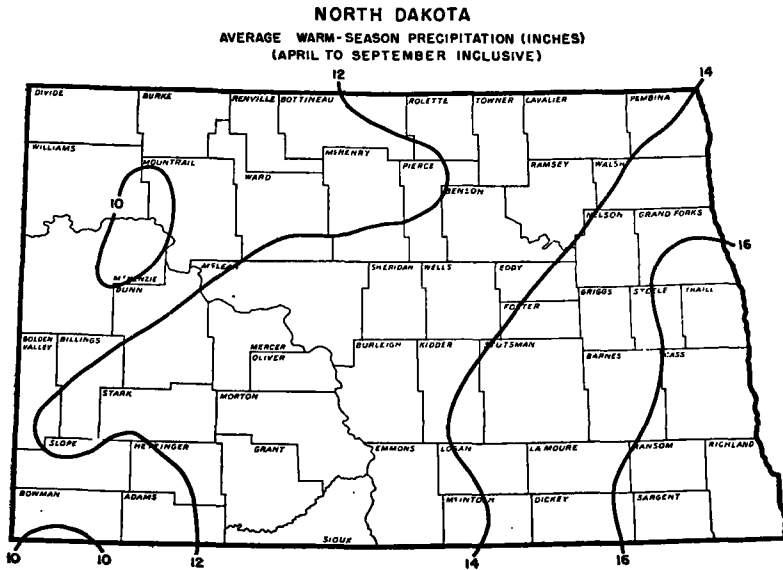 NORTH DAKOTA
AVERAGE WARM-SEASON PRECIPITATION (INCHES)
(APRIL TO SEPTEMBER INCLUSIVE)
12
14
DIVIDE BURKE RENVILLE BOTTINEAU ROLETTE TOWNER CAVALIER PEMBINA
WILLIAMS MOUNTRAIL WARD McHENRY PIERCE RAMSEY WALSH
10
BENSON NELSON GRAND FORKS
16
McKENZIE McLEAN SHERIDAN WELLS EDDY
DUNN FOSTER GRIGGS STEELE TRAILL
GOLDEN VALLEY BILLINGS MERCER BURLEIGH KIDDER STUTSMAN BARNES CASS
OLIVER
STARK MORTON
SLOPE HETTINGER GRANT EMMONS LOGAN LA MOURE RANSOM RICHLAND
BOWMAN ADAMS McINTOSH DICKEY SARGENT
SIOUX
10 10 12 14 16